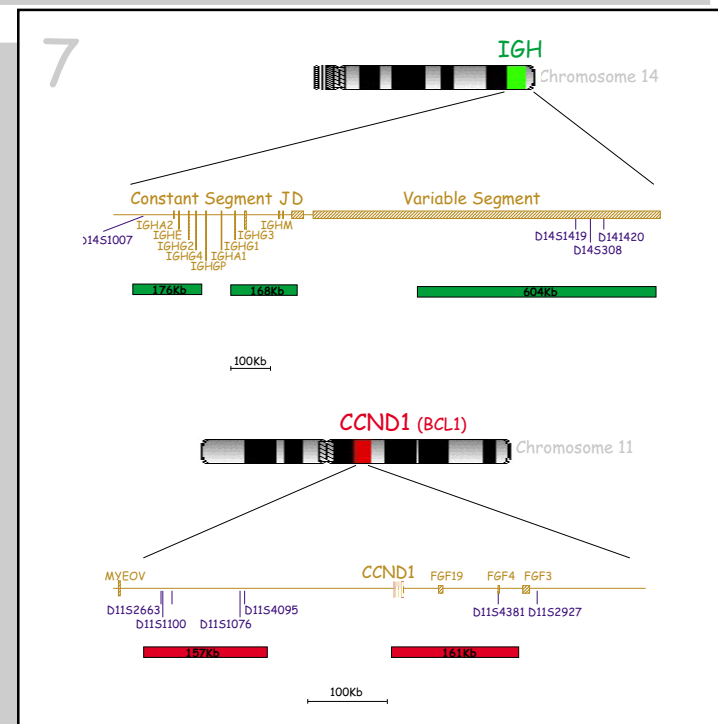 7
IGH
Chromosome 14
Constant Segment J D Variable Segment
IGHA2 IGHM
D14S1007 IGHE IGHG3 D14S1419 D141420
IGHG2 IGHG1 D14S308
IGHG4 IGHA1
IGHGP
176Kb 168Kb 604Kb
100Kb
CCND1 (BCL1)
Chromosome 11
MYEOV CCND1 FGF19 FGF4 FGF3
D11S2663 D11S4095 D11S4381 D11S2927
D11S1100 D11S1076
157Kb 161Kb
100Kb